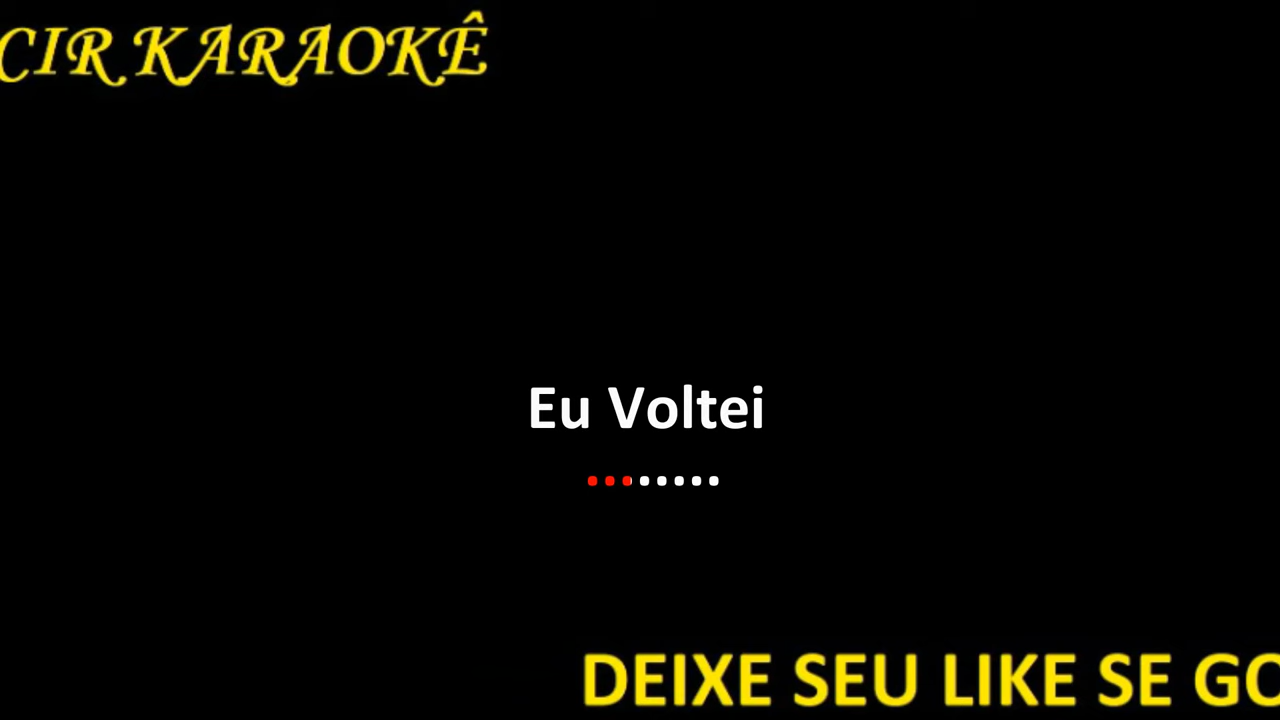 CIR KARAOKÊ
Eu Voltei
........
DEIXE SEU LIKE SE GO